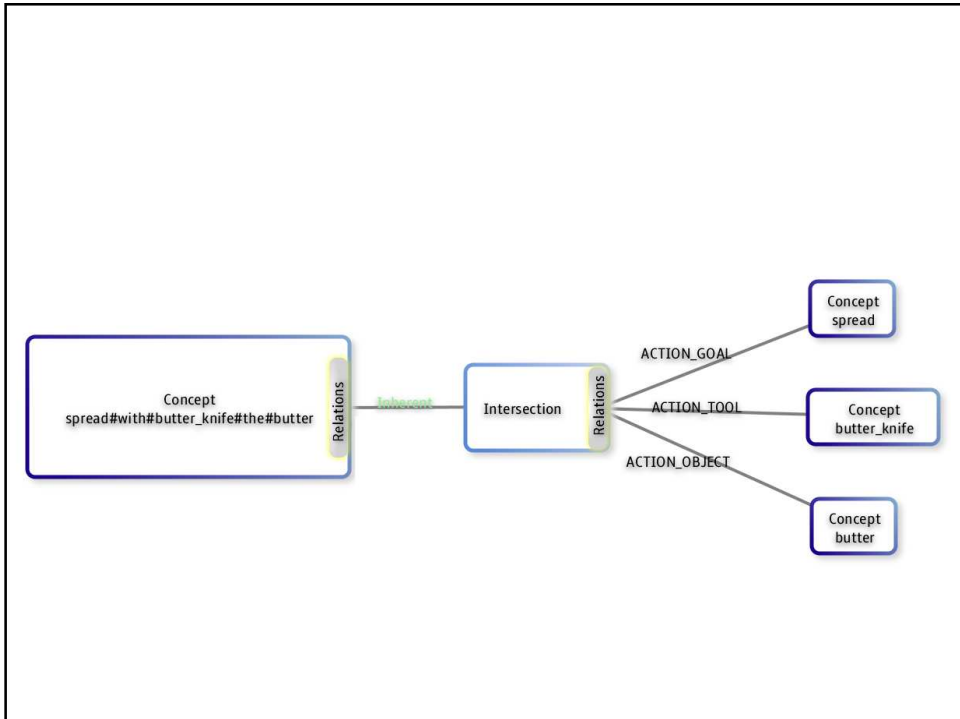 Concept
spread#with#butter_knife#the#butter
Relations
Inherent
Intersection
Relations
ACTION_GOAL
Concept
spread
ACTION_TOOL
Concept
butter_knife
ACTION_OBJECT
Concept
butter